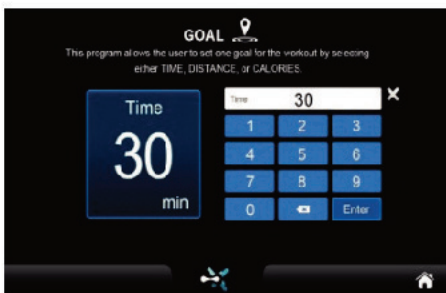 GOAL
This program allows the user to set one goal for the workout by selecting
either TIME, DISTANCE, or CALORIES.
Time
30
min
Time 30
1 2 3
4 5 6
7 8 9
0 Enter